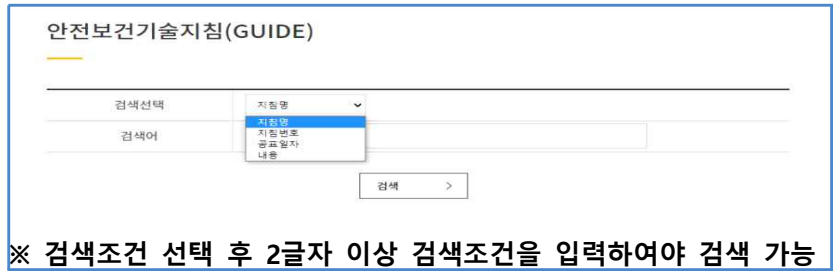 안전보건기술지침(GUIDE)
검색선택 지침명
지침명
검색어 지침번호
공표일자
내용
검색 >
※ 검색조건 선택 후 2글자 이상 검색조건을 입력하여야 검색 가능